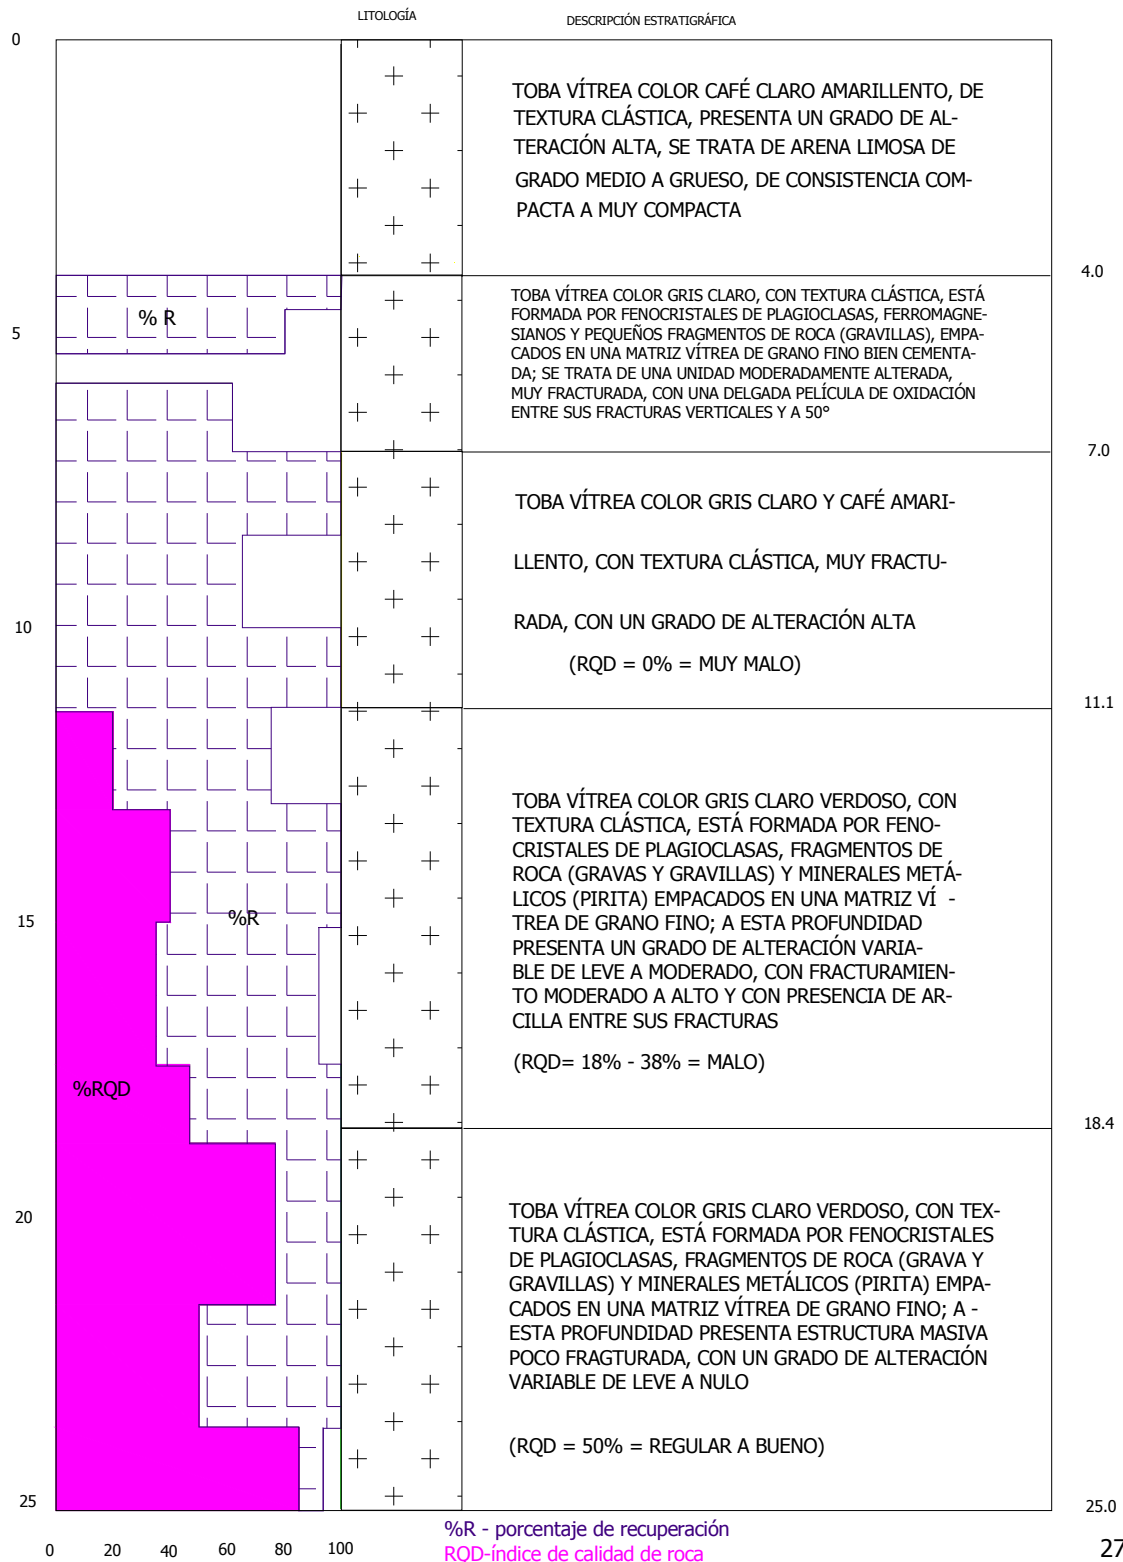 LITOLOGÍA
DESCRIPCIÓN ESTRATIGRÁFICA
0
TOBA VÍTREA COLOR CAFÉ CLARO AMARILLENTO, DE
TEXTURA CLÁSTICA, PRESENTA UN GRADO DE AL-
TERACIÓN ALTA, SE TRATA DE ARENA LIMOSA DE
GRADO MEDIO A GRUESO, DE CONSISTENCIA COM-
PACTA A MUY COMPACTA
4.0
% R
5
TOBA VÍTREA COLOR GRIS CLARO, CON TEXTURA CLÁSTICA, ESTÁ
FORMADA POR FENOCRISTALES DE PLAGIOCLASAS, FERROMAGNE-
SIANOS Y PEQUEÑOS FRAGMENTOS DE ROCA (GRAVILLAS), EMPA-
CADOS EN UNA MATRIZ VÍTREA DE GRANO FINO BIEN CEMENTA-
DA; SE TRATA DE UNA UNIDAD MODERADAMENTE ALTERADA,
MUY FRACTURADA, CON UNA DELGADA PELÍCULA DE OXIDACIÓN
ENTRE SUS FRACTURAS VERTICALES Y A 50°
7.0
TOBA VÍTREA COLOR GRIS CLARO Y CAFÉ AMARI-
LLENTO, CON TEXTURA CLÁSTICA, MUY FRACTU-
RADA, CON UN GRADO DE ALTERACIÓN ALTA
(RQD = 0% = MUY MALO)
10
11.1
TOBA VÍTREA COLOR GRIS CLARO VERDOSO, CON
TEXTURA CLÁSTICA, ESTÁ FORMADA POR FENO-
CRISTALES DE PLAGIOCLASAS, FRAGMENTOS DE
ROCA (GRAVAS Y GRAVILLAS) Y MINERALES METÁ-
LICOS (PIRITA) EMPACADOS EN UNA MATRIZ VÍ -
TREA DE GRANO FINO; A ESTA PROFUNDIDAD
PRESENTA UN GRADO DE ALTERACIÓN VARIA-
BLE DE LEVE A MODERADO, CON FRACTURAMIEN-
TO MODERADO A ALTO Y CON PRESENCIA DE AR-
CILLA ENTRE SUS FRACTURAS
(RQD= 18% - 38% = MALO)
15
%R
%RQD
18.4
20
TOBA VÍTREA COLOR GRIS CLARO VERDOSO, CON TEX-
TURA CLÁSTICA, ESTÁ FORMADA POR FENOCRISTALES
DE PLAGIOCLASAS, FRAGMENTOS DE ROCA (GRAVA Y
GRAVILLAS) Y MINERALES METÁLICOS (PIRITA) EMPA-
CADOS EN UNA MATRIZ VÍTREA DE GRANO FINO; A -
ESTA PROFUNDIDAD PRESENTA ESTRUCTURA MASIVA
POCO FRAGTURADA, CON UN GRADO DE ALTERACIÓN
VARIABLE DE LEVE A NULO
(RQD = 50% = REGULAR A BUENO)
25
25.0
0 20 40 60 80 100
%R - porcentaje de recuperación
RQD-índice de calidad de roca
27